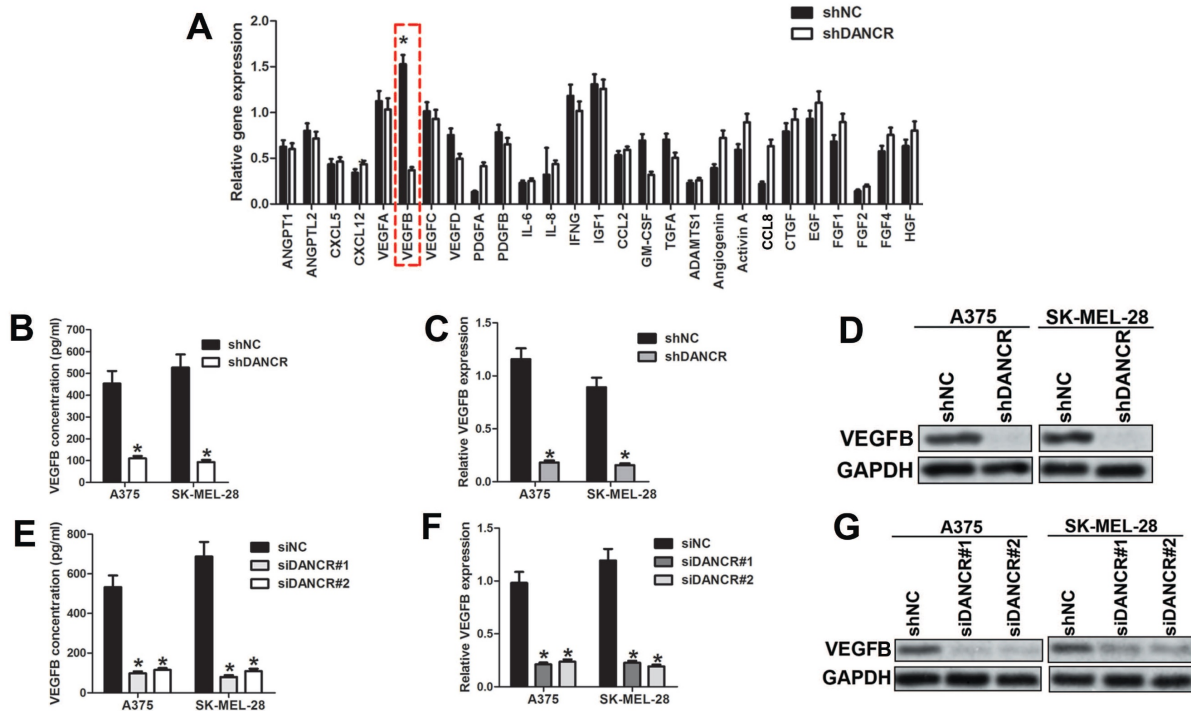 A
shNC
shDANCR
Relative gene expression
2.0
1.5
1.0
0.5
0.0
*
ANGPT1
ANGPTL2
CXCL5
CXCL12
VEGFA
VEGFB
VEGFC
VEGFD
PDGFA
PDGFB
IL-6
IL-8
IFNG
IGF1
CCL2
GM-CSF
TGFA
ADAMTS1
Angiogenin
Activin A
CCL8
CTGF
EGF
FGF1
FGF2
FGF4
HGF
B
VEGFB concentration (pg/ml)
700
600
500
400
300
200
100
0
shNC
shDANCR
* *
A375 SK-MEL-28
C
Relative VEGFB expression
1.5
1.0
0.5
0.0
shNC
shDANCR
* *
A375 SK-MEL-28
D
A375 SK-MEL-28
shNC shDANCR shNC shDANCR
VEGFB
GAPDH
E
VEGFB concentration (pg/ml)
800
600
400
200
0
siNC
siDANCR#1
siDANCR#2
* * * *
A375 SK-MEL-28
F
Relative VEGFB expression
1.5
1.0
0.5
0.0
siNC
siDANCR#1
siDANCR#2
* * * *
A375 SK-MEL-28
G
A375 SK-MEL-28
shNC siDANCR#1 siDANCR#2 shNC siDANCR#1 siDANCR#2
VEGFB
GAPDH